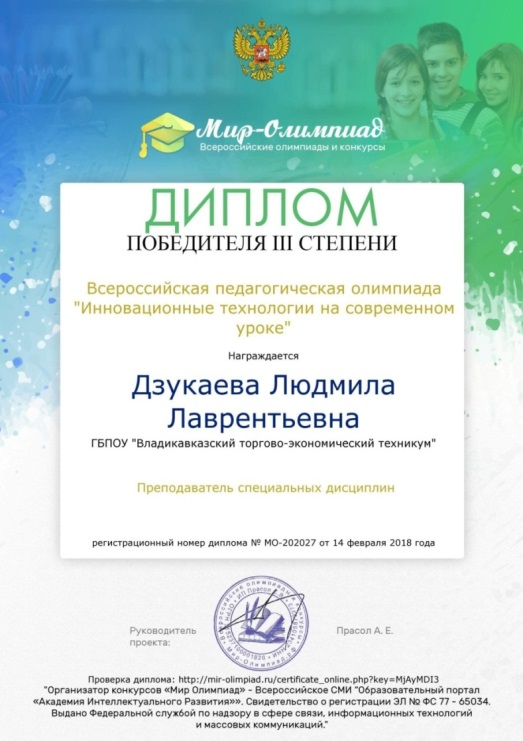 Мир-Олимпиад
Всероссийские олимпиады и конкурсы
ДИПЛОМ
ПОБЕДИТЕЛЯ III СТЕПЕНИ
Всероссийская педагогическая олимпиада
"Инновационные технологии на современном
уроке"
Награждается
Дзукаева Людмила
Лаврентьевна
ГБПОУ "Владикавказский торгово-экономический техникум"
Преподаватель специальных дисциплин
регистрационный номер диплома № МО-202027 от 14 февраля 2018 года
Руководитель
проекта:
Прасол А. Е.
Проверка диплома: http://mir-olimpiad.ru/certificate_online.php?key=MjAyMDI3
"Организатор конкурсов «Мир Олимпиад» - Всероссийское СМИ "Образовательный портал
«Академия Интеллектуального Развития»». Свидетельство о регистрации ЭЛ № ФС 77 - 65034.
Выдано Федеральной службой по надзору в сфере связи, информационных технологий
и массовых коммуникаций."